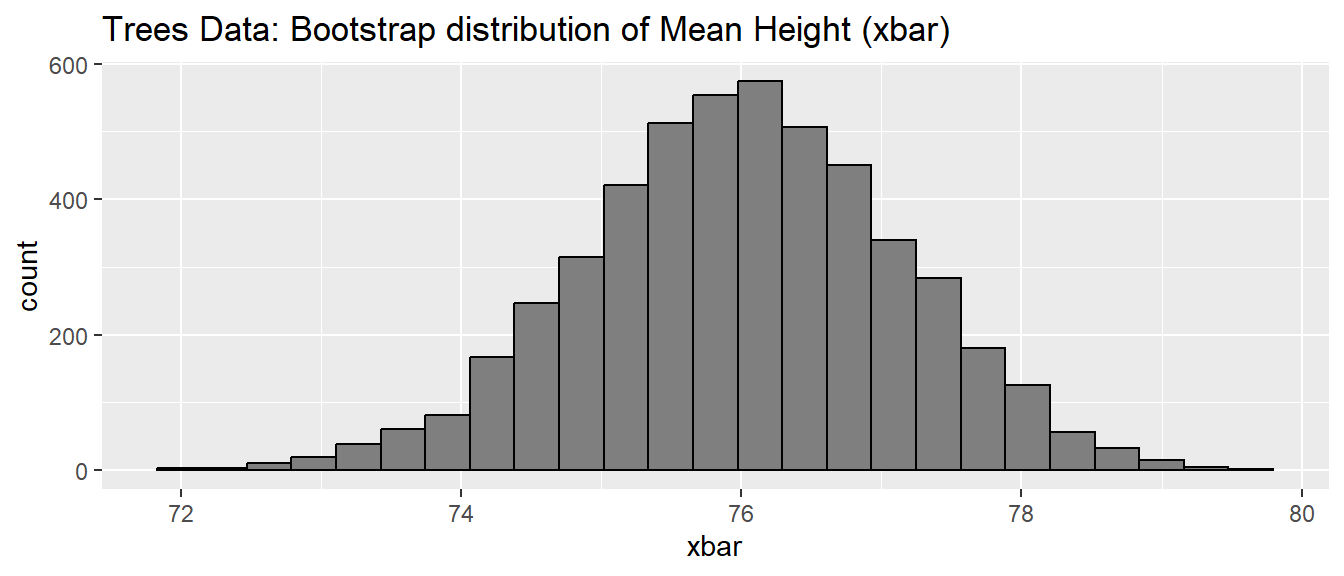 Trees Data: Bootstrap distribution of Mean Height (xbar)
600
400
200
0
count
72 74 76 78 80
xbar